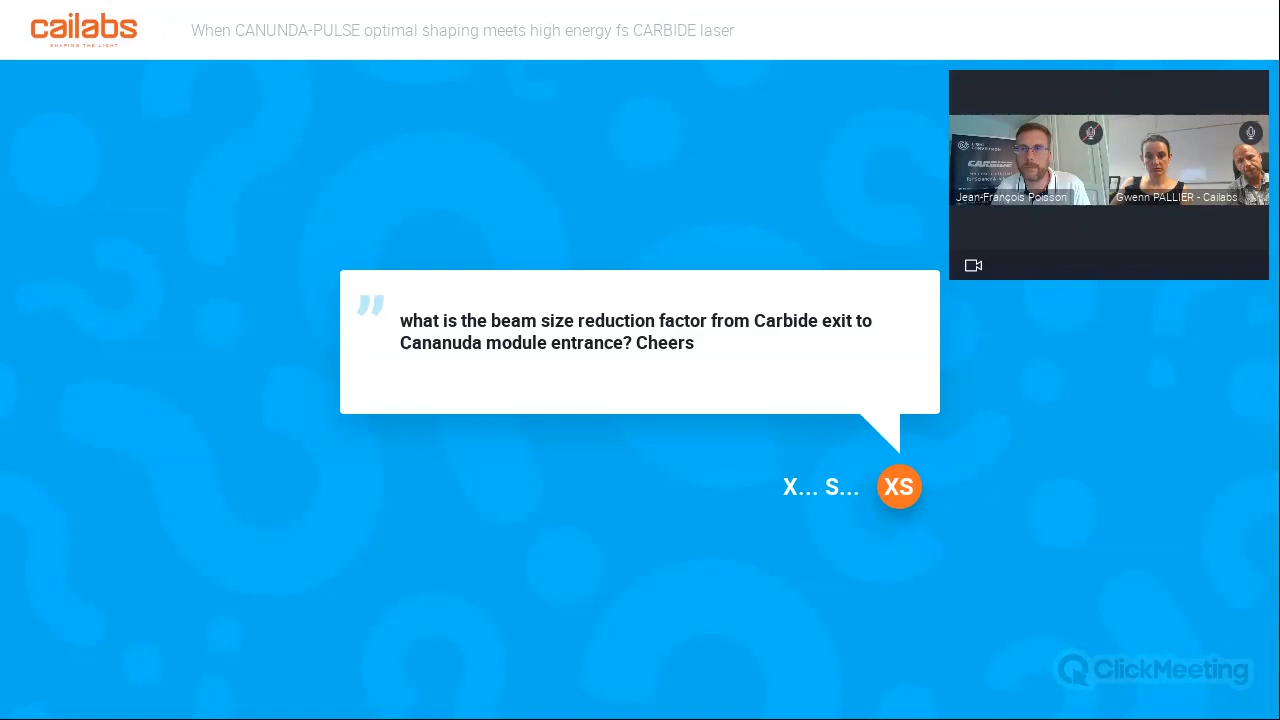 cailabs
SHAPING THE LIGHT
When CANUNDA-PULSE optimal shaping meets high energy fs CARBIDE laser
CARBIDE
Jean-François Poisson
Gwenn PALLIER - Cailabs
”
what is the beam size reduction factor from Carbide exit to
Cananuda module entrance? Cheers
X... S...
XS
ClickMeeting